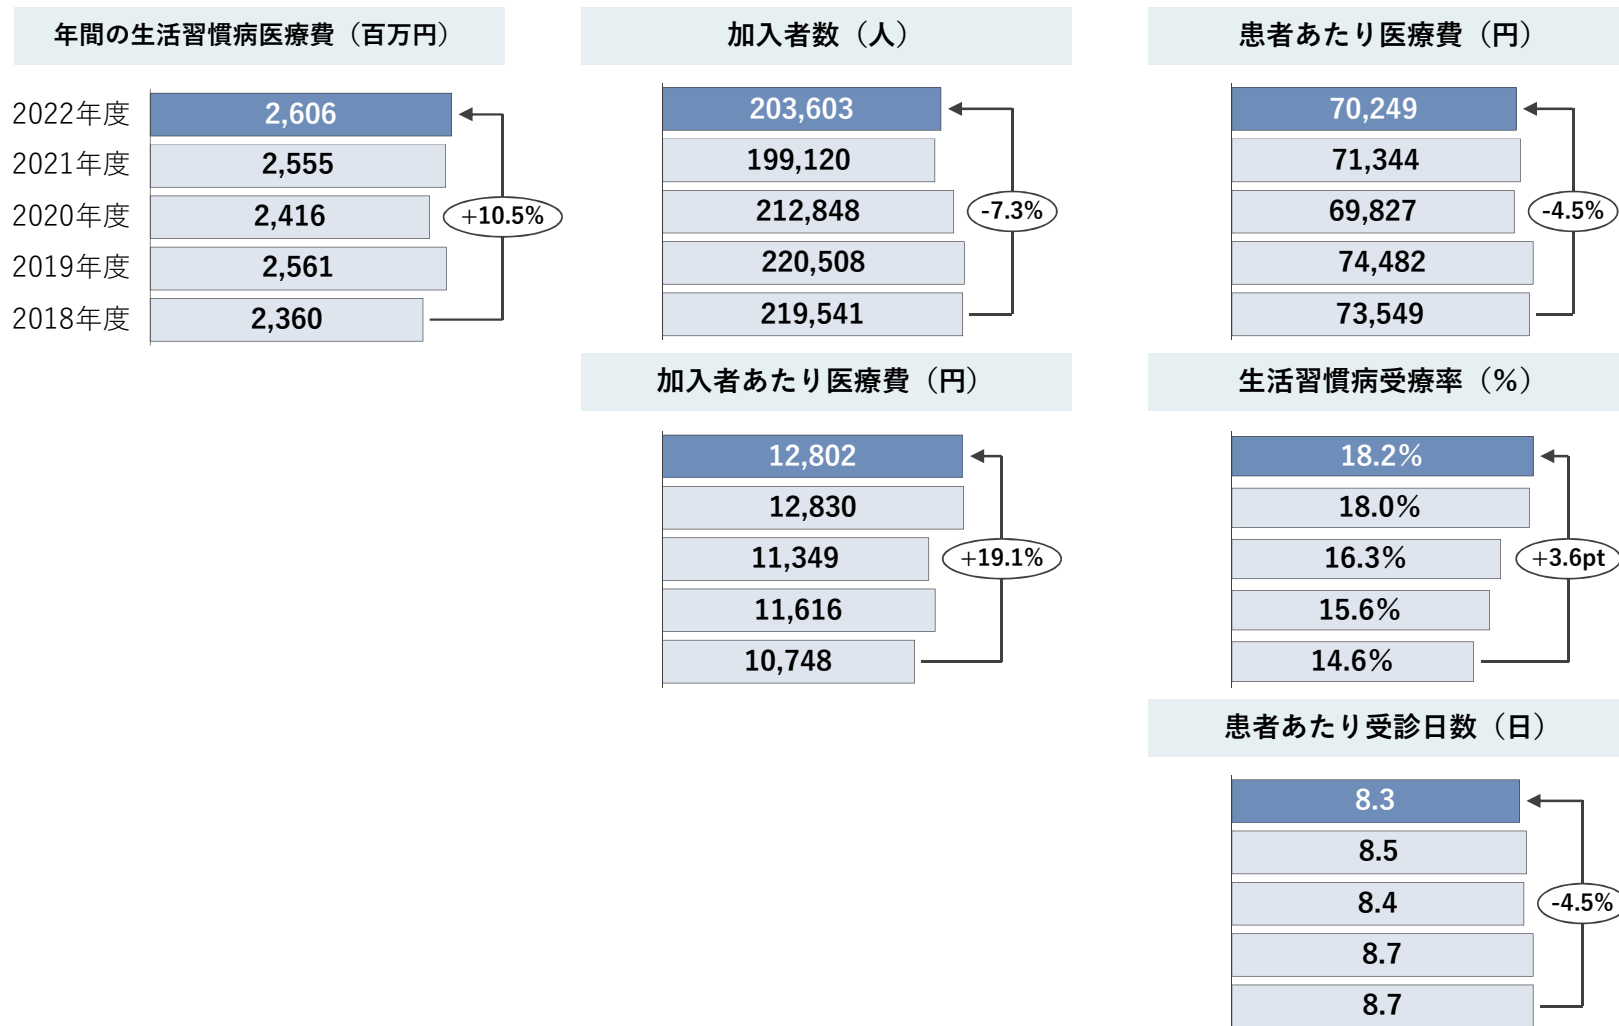 年間の生活習慣病医療費（百万円）
2022年度 2,606
2021年度 2,555
2020年度 2,416
2019年度 2,561
2018年度 2,360
+10.5%
加入者数（人）
203,603
199,120
212,848
220,508
219,541
-7.3%
患者あたり医療費（円）
70,249
71,344
69,827
74,482
73,549
-4.5%
加入者あたり医療費（円）
12,802
12,830
11,349
11,616
10,748
+19.1%
生活習慣病受療率（%）
18.2%
18.0%
16.3%
15.6%
14.6%
+3.6pt
患者あたり受診日数（日）
8.3
8.5
8.4
8.7
8.7
-4.5%